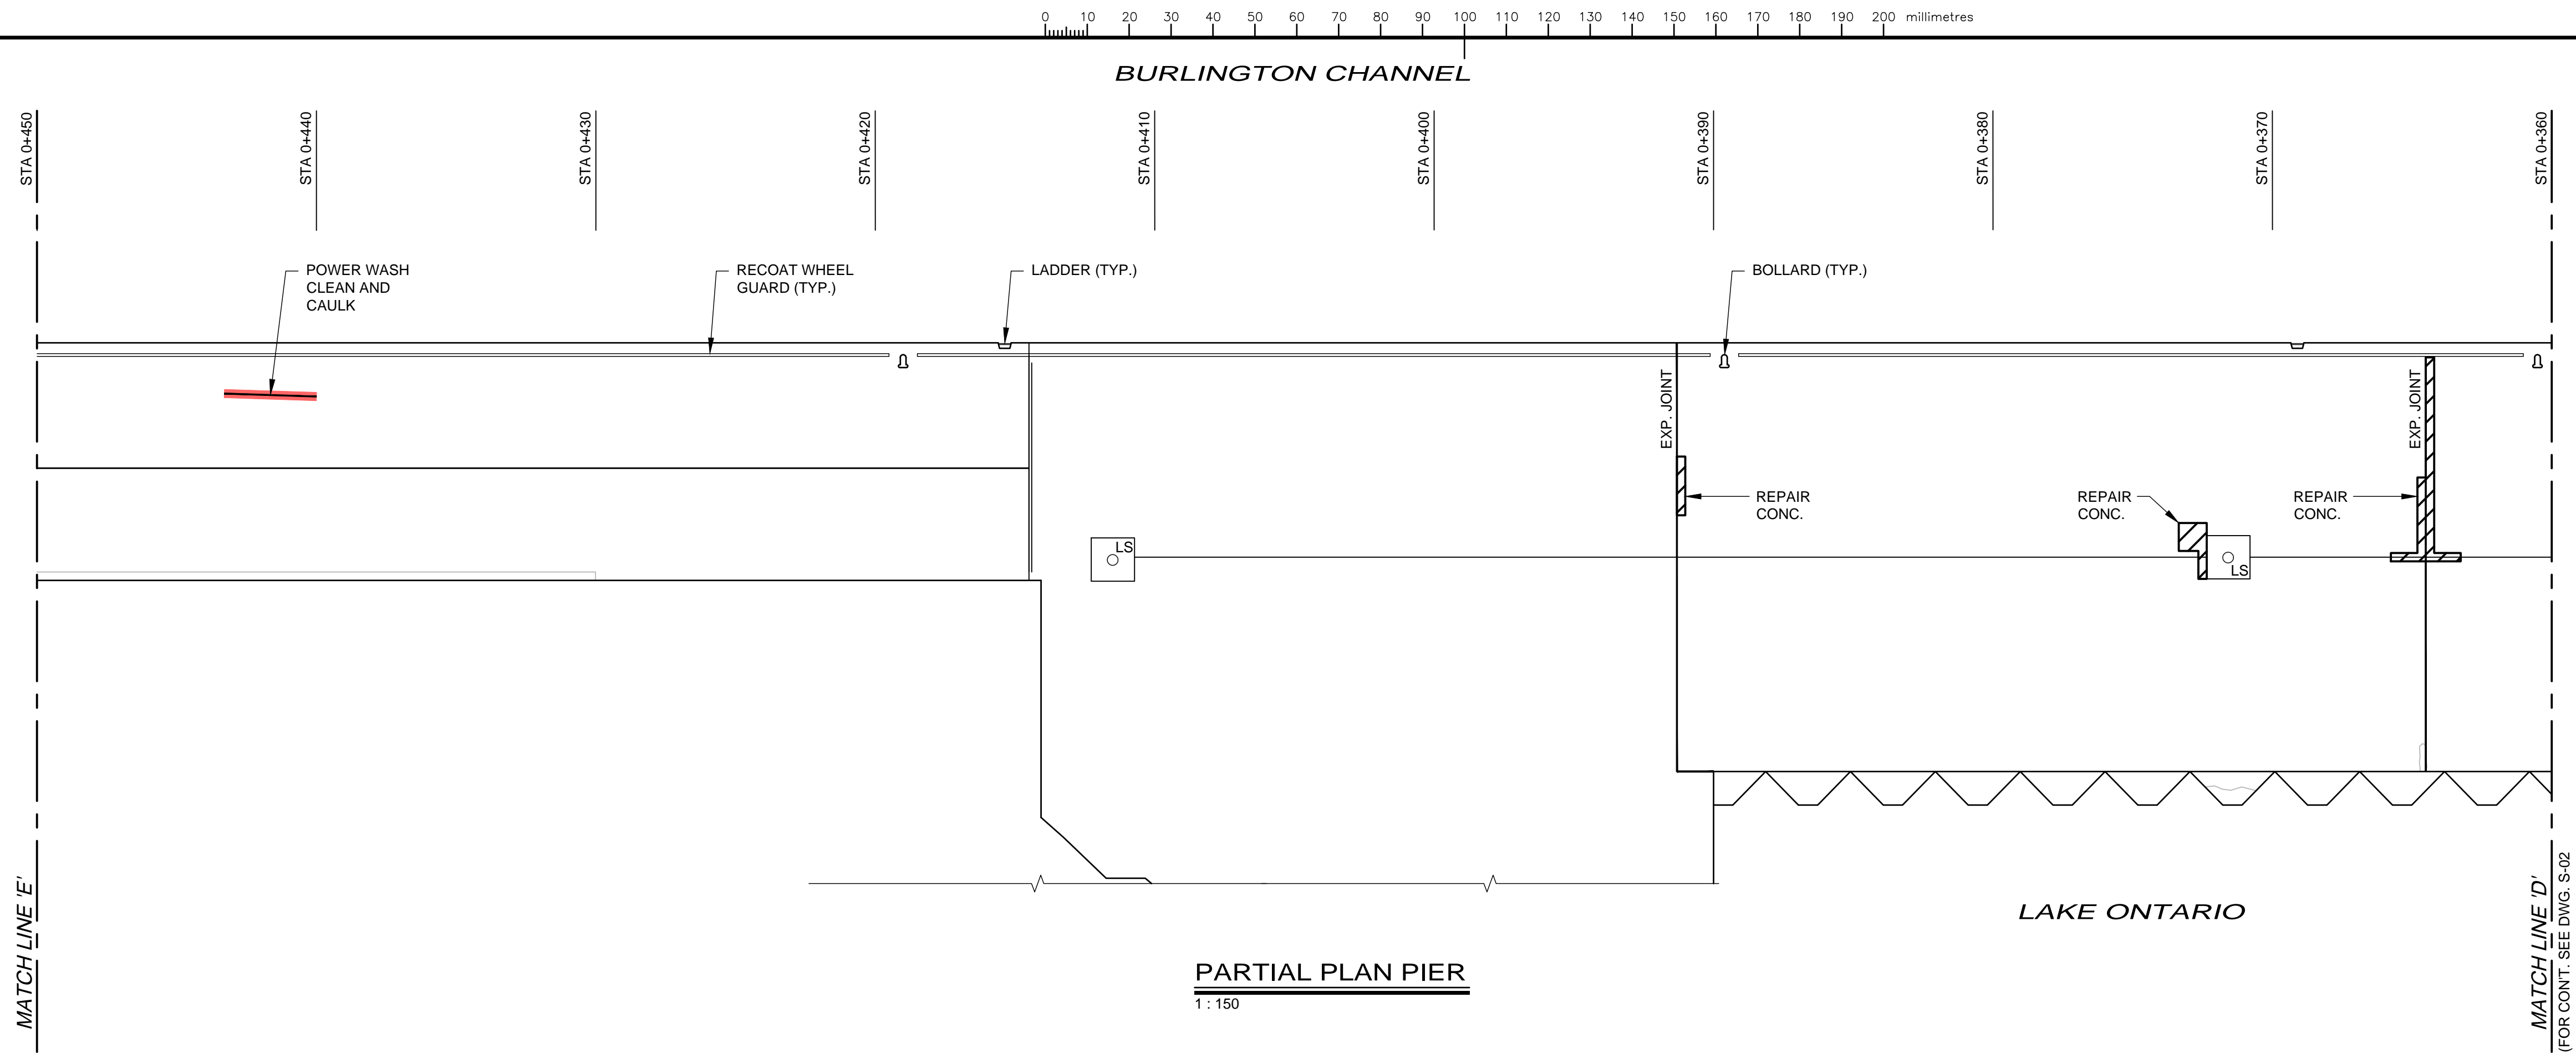 0 10 20 30 40 50 60 70 80 90 100 110 120 130 140 150 160 170 180 190 200 millimetres
BURLINGTON CHANNEL
STA 0+450
STA 0+440
STA 0+430
STA 0+420
STA 0+410
STA 0+400
STA 0+390
STA 0+380
STA 0+370
STA 0+360
POWER WASH
CLEAN AND
CAULK
RECOAT WHEEL
GUARD (TYP.)
LADDER (TYP.)
BOLLARD (TYP.)
EXP. JOINT
EXP. JOINT
REPAIR
CONC.
REPAIR
CONC.
REPAIR
CONC.
LS
LS
MATCH LINE 'E'
LAKE ONTARIO
MATCH LINE 'D'
(FOR CON'T. SEE DWG. S-02
PARTIAL PLAN PIER
1 : 150